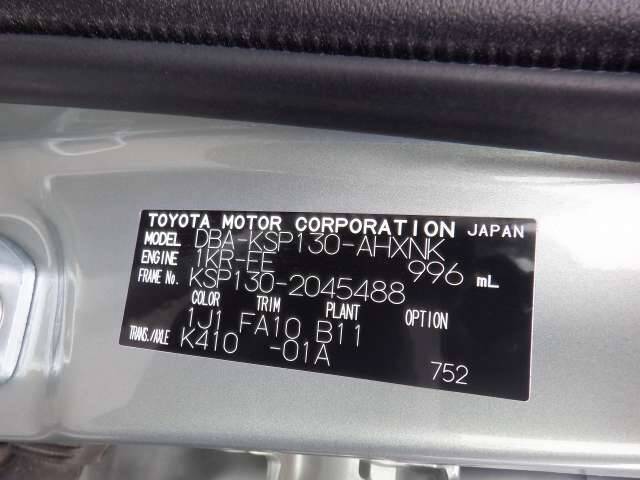 TOYOTA MOTOR CORPORATION JAPAN
MODEL DBA-KSP130-AHXNK
ENGINE 1KR-FE 996 mL
FRAME No. KSP130-2045488
COLOR TRIM PLANT OPTION
1J1 FA10 B11
TRANS./AXLE K410 -01A
752